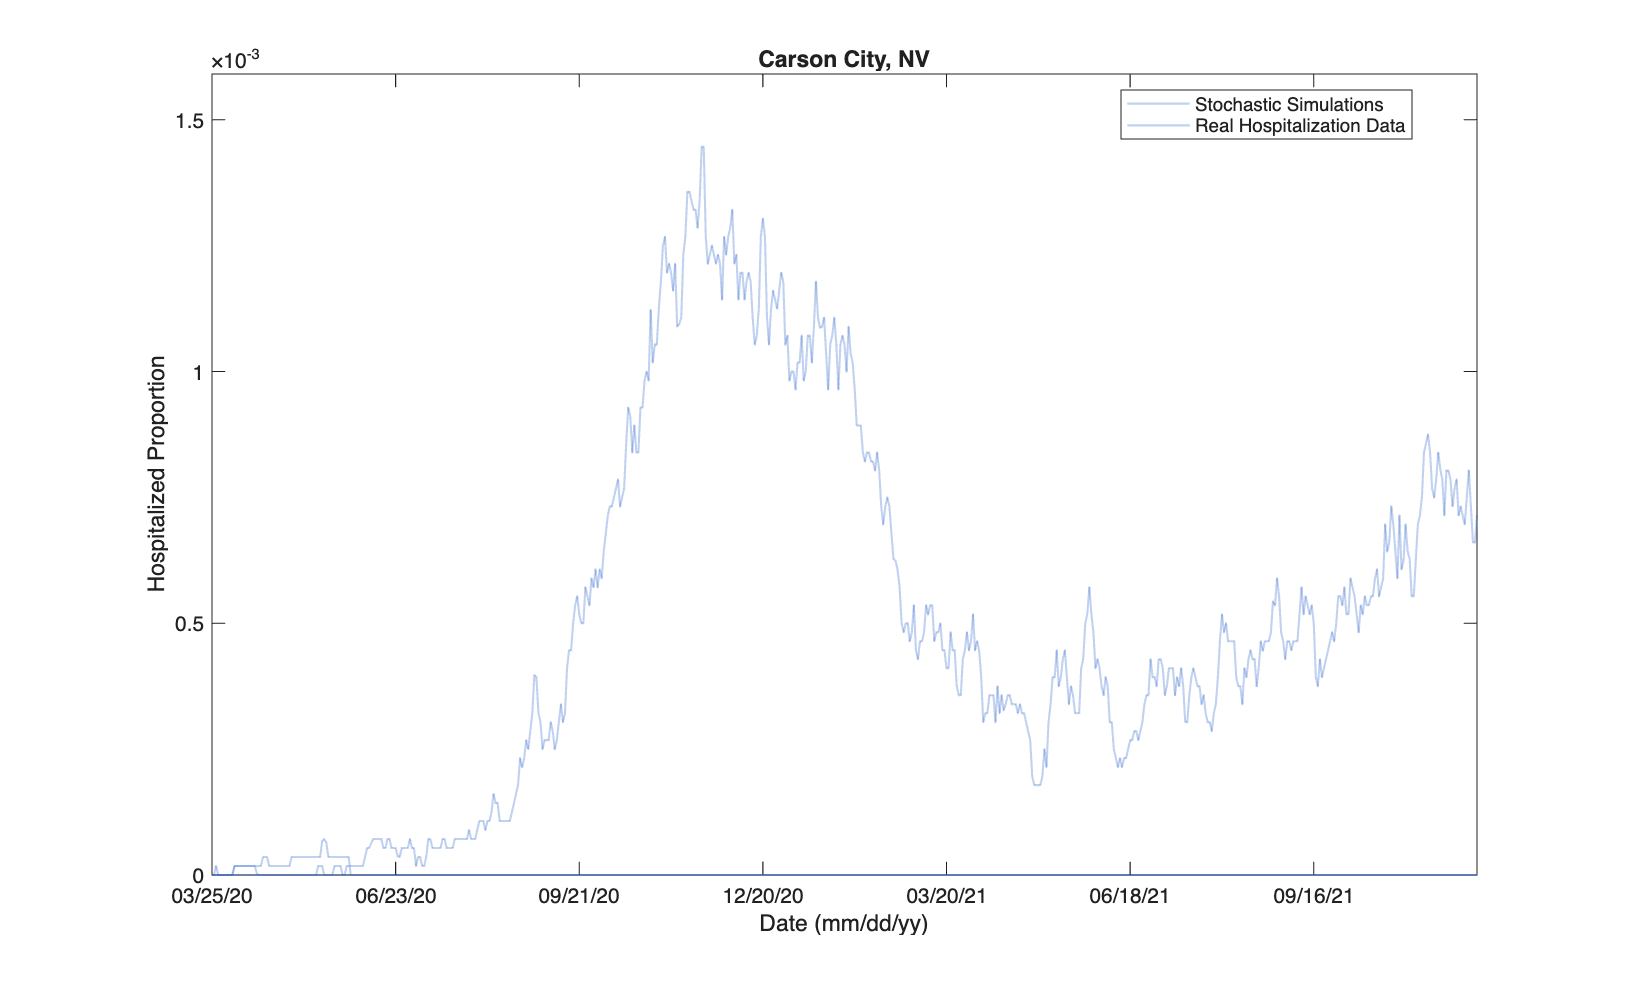 Carson City, NV
×10-3
Stochastic Simulations
Real Hospitalization Data
1.5
1
0.5
0
Hospitalized Proportion
03/25/20 06/23/20 09/21/20 12/20/20 03/20/21 06/18/21 09/16/21
Date (mm/dd/yy)